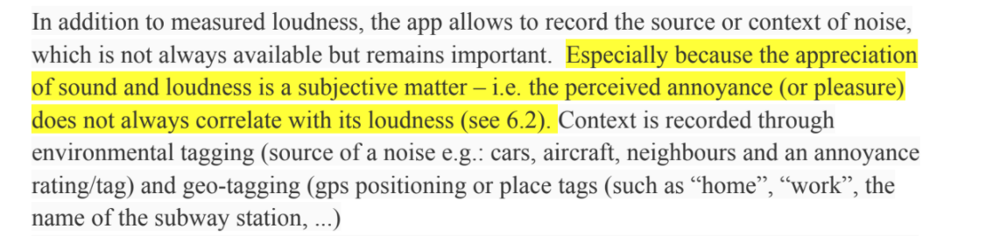 In addition to measured loudness, the app allows to record the source or context of noise,
which is not always available but remains important.  Especially because the appreciation
of sound and loudness is a subjective matter – i.e. the perceived annoyance (or pleasure)
does not always correlate with its loudness (see 6.2). Context is recorded through
environmental tagging (source of a noise e.g.: cars, aircraft, neighbours and an annoyance
rating/tag) and geo-tagging (gps positioning or place tags (such as “home”, “work”, the
name of the subway station, ...)